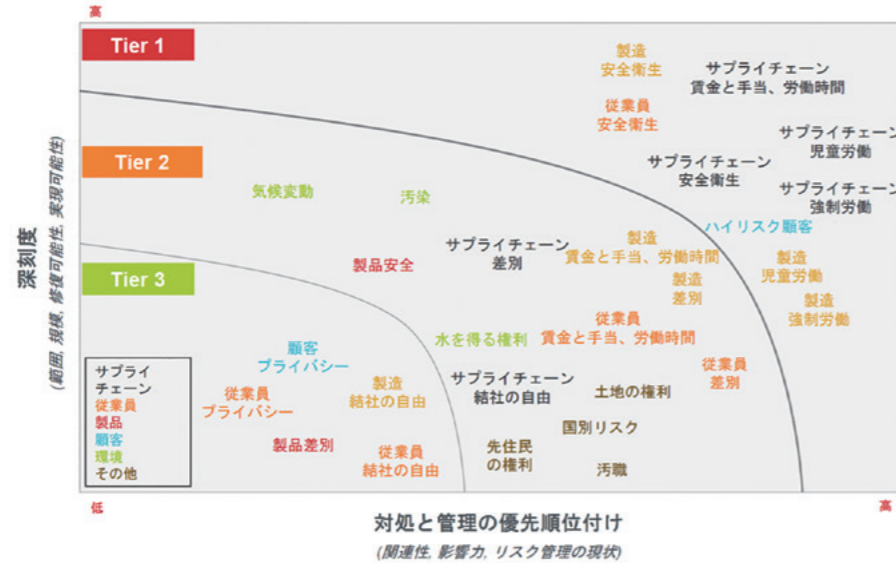 高
Tier 1
製造
安全衛生
サプライチェーン
賃金と手当、労働時間
従業員
安全衛生
サプライチェーン
児童労働
Tier 2
サプライチェーン
安全衛生
気候変動
汚染
サプライチェーン
強制労働
ハイリスク顧客
深刻度
(範囲, 規模, 修復可能性, 実現可能性)
サプライチェーン
差別
製造
賃金と手当、労働時間
製造
児童労働
Tier 3
製品安全
製造
差別
製造
強制労働
従業員
賃金と手当、労働時間
水を得る権利
顧客
プライバシー
従業員
差別
サプライ
チェーン
従業員
製品
顧客
環境
その他
従業員
プライバシー
製造
結社の自由
サプライチェーン
結社の自由
土地の権利
国別リスク
製品差別
従業員
結社の自由
先住民
の権利
汚職
低
対処と管理の優先順位付け
高
(関連性, 影響力, リスク管理の現状)